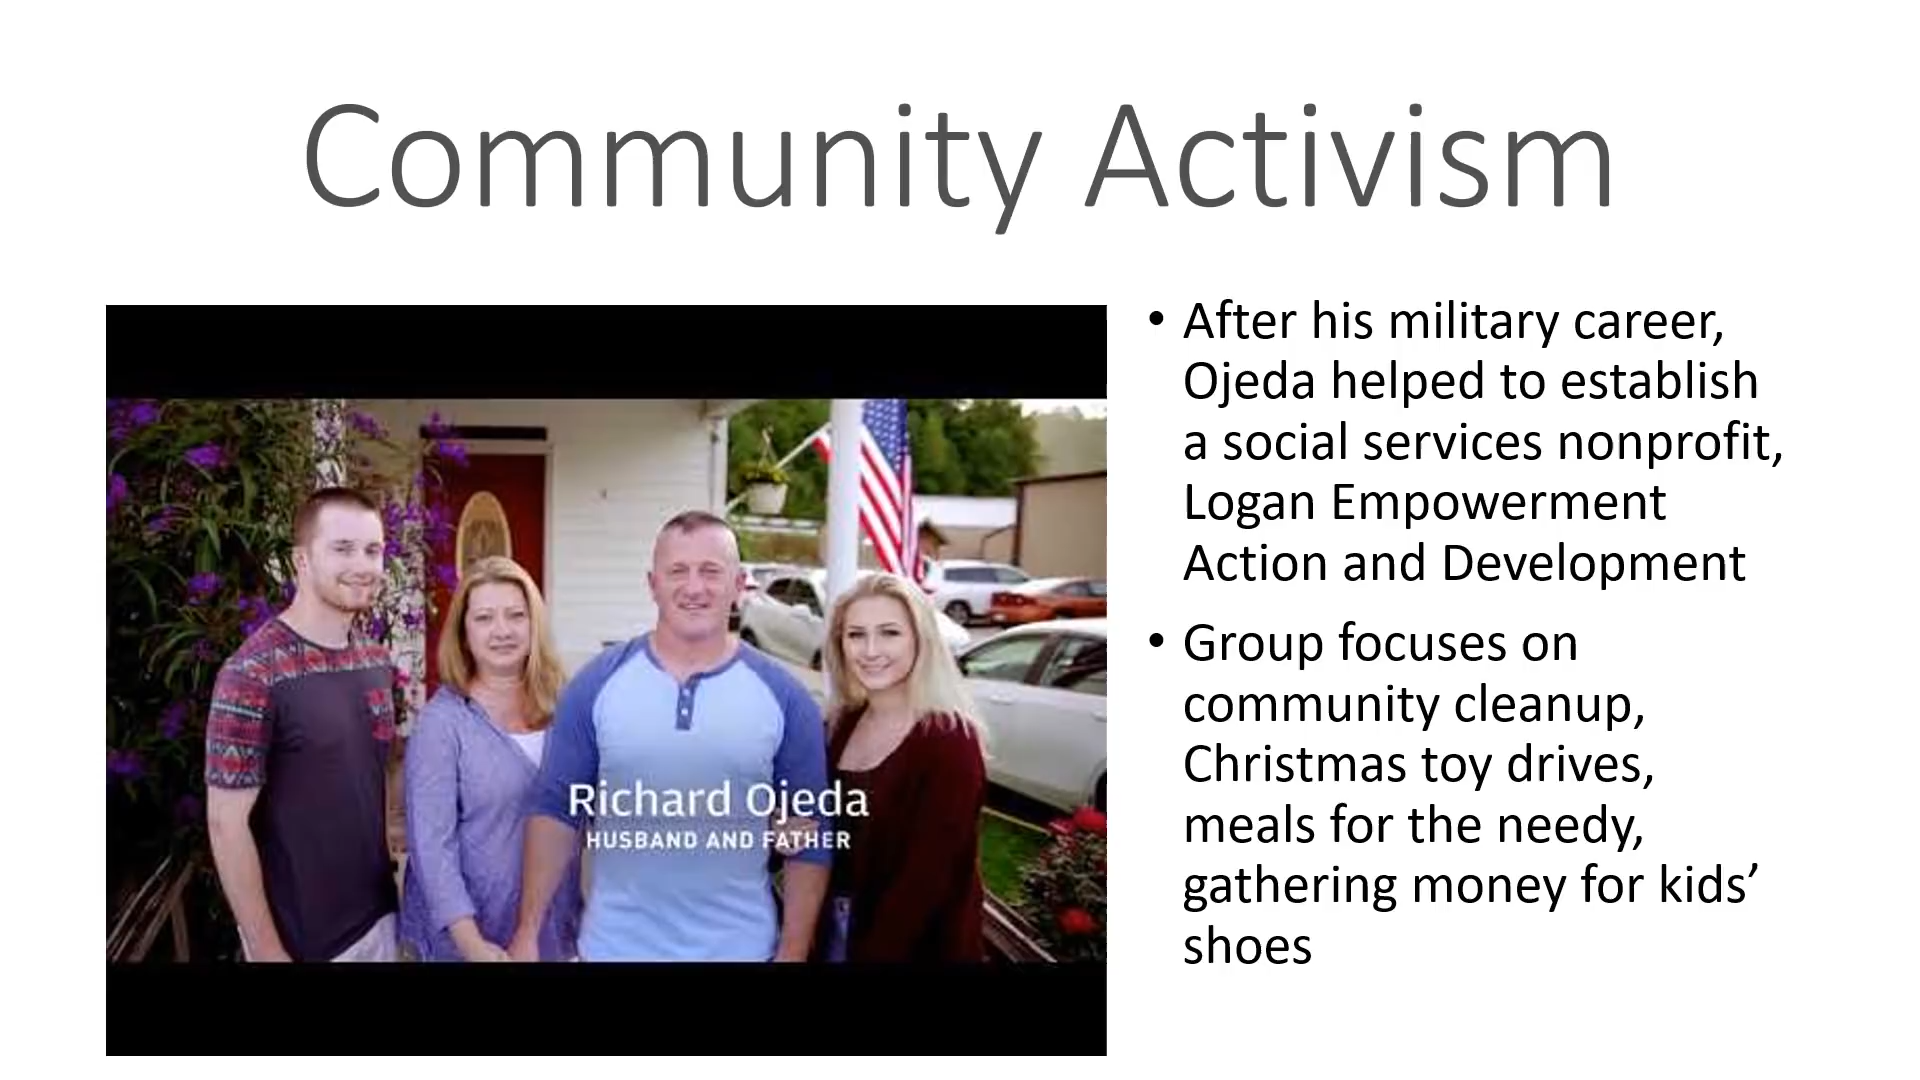 Community Activism
Richard Ojeda
HUSBAND AND FATHER
• After his military career,
Ojeda helped to establish
a social services nonprofit,
Logan Empowerment
Action and Development
• Group focuses on
community cleanup,
Christmas toy drives,
meals for the needy,
gathering money for kids’
shoes